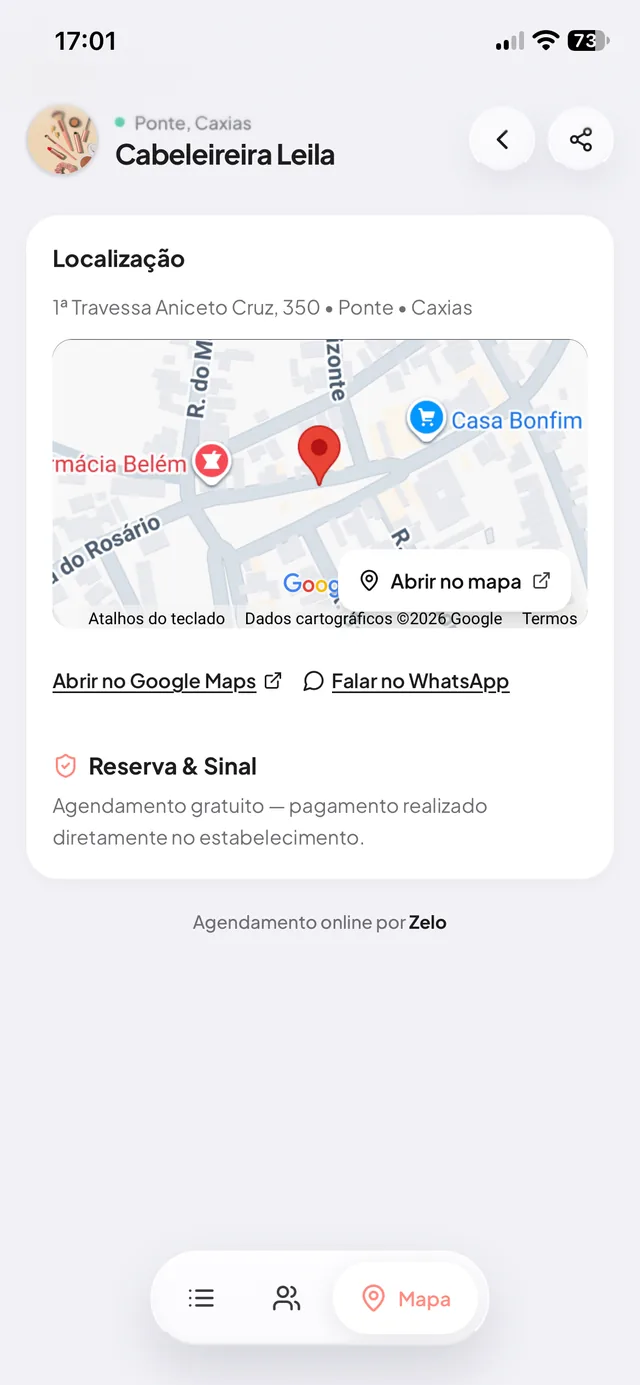 17:01
73
Ponte, Caxias
Cabeleireira Leila
Localização
1ª Travessa Aniceto Cruz, 350 • Ponte • Caxias
R. do M
izonte
Casa Bonfim
rmácia Belém
do Rosário
R.
Goog
Abrir no mapa
Atalhos do teclado
Dados cartográficos ©2026 Google
Termos
Abrir no Google Maps
Falar no WhatsApp
Reserva & Sinal
Agendamento gratuito — pagamento realizado
diretamente no estabelecimento.
Agendamento online por Zelo
Mapa